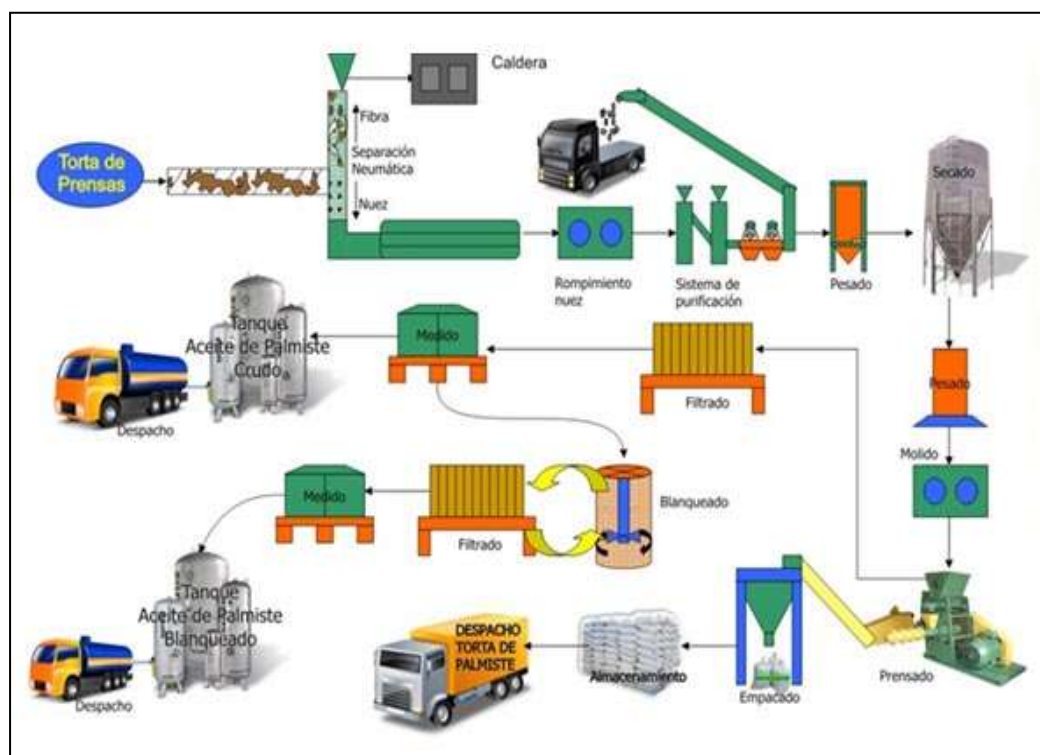 Caldera
Fibra
Torta de
Prensas
Separación
Neumática
Nuez
Secado
Rompimiento
nuez
Sistema de
purificación
Pesado
Tanque
Aceite de Palmiste
Crudo
Medido
Filtrado
Pesado
Despacho
Molido
Medido
Filtrado
Blanqueado
Tanque
Aceite de Palmiste
Blanqueado
Despacho
DESPACHO
TORTA DE
PALMISTE
Almacenamiento
Empacado
Prensado